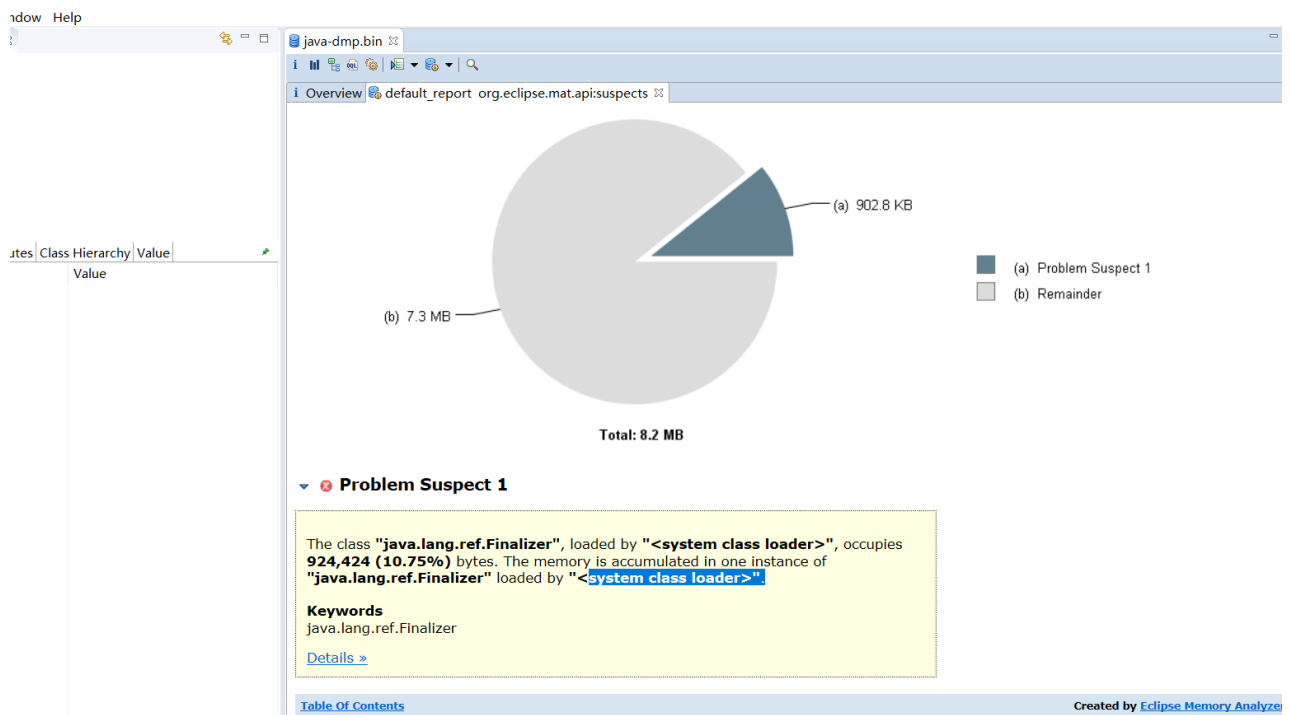 Help
java-dmp.bin
Overview default_report org.eclipse.mat.api:suspects
(a) 902.8 KB
Class Hierarchy Value
Value
(a) Problem Suspect 1
(b) Remainder
(b) 7.3 MB
Total: 8.2 MB
Problem Suspect 1
The class "java.lang.ref.Finalizer", loaded by "<system class loader>", occupies
924,424 (10.75%) bytes. The memory is accumulated in one instance of
"java.lang.ref.Finalizer" loaded by "<system class loader>".
Keywords
java.lang.ref.Finalizer
Details »
Table Of Contents
Created by Eclipse Memory Analyze